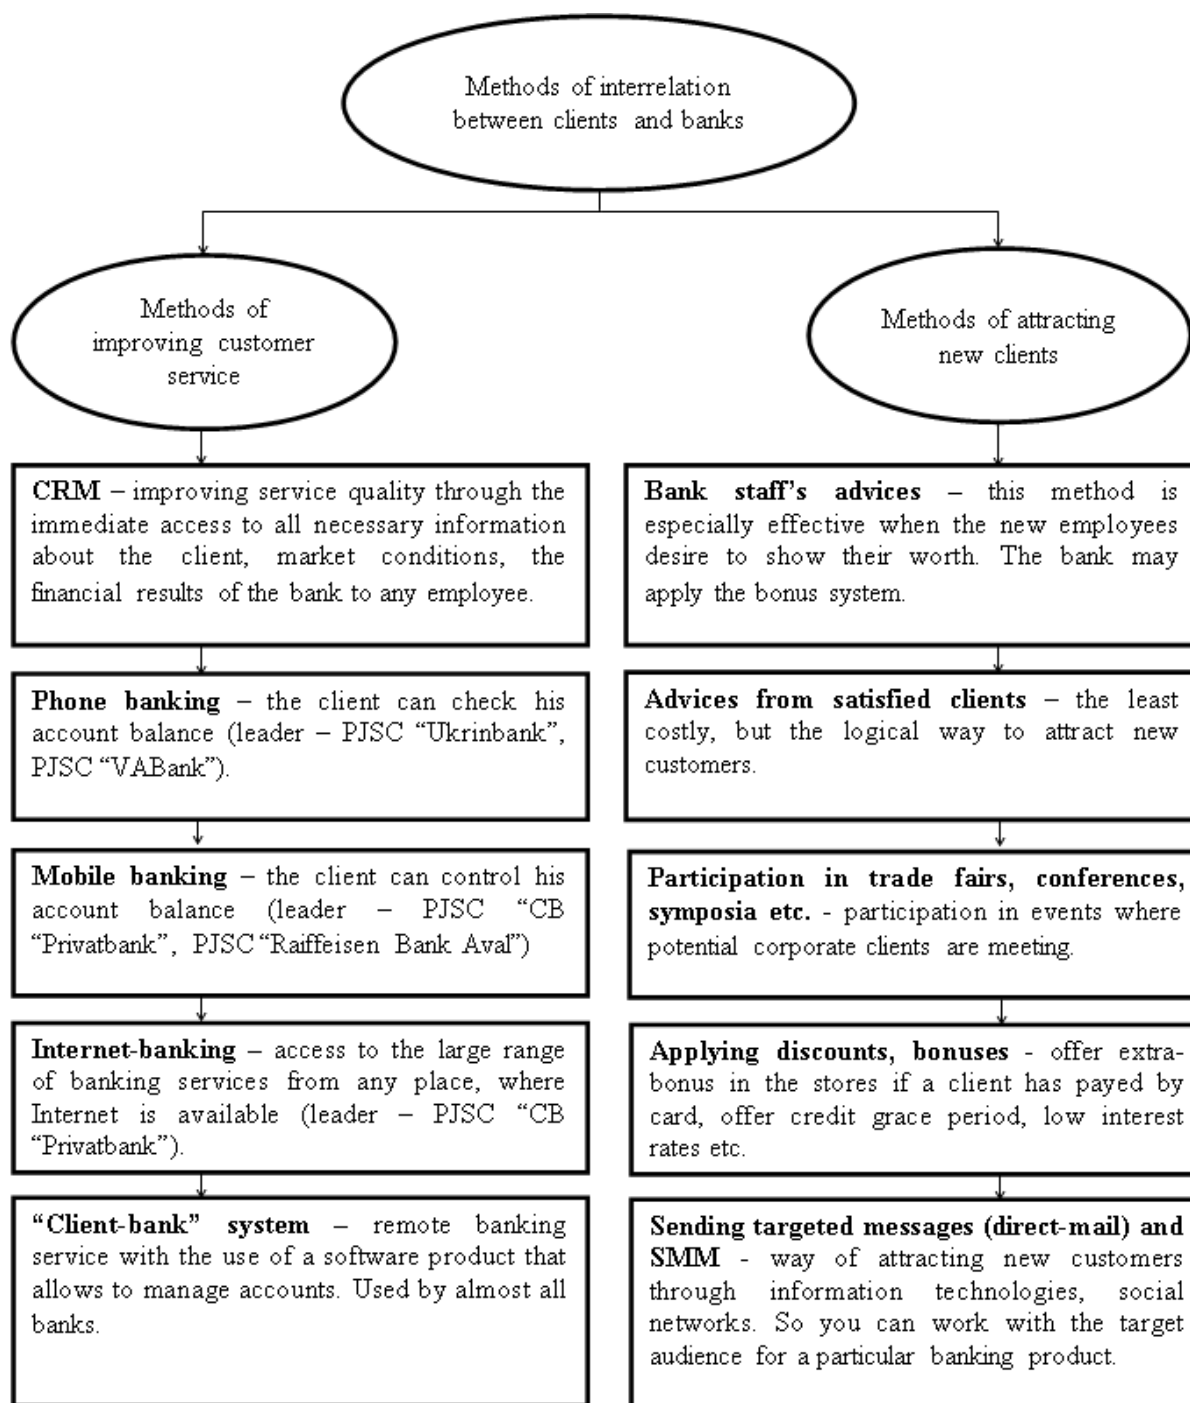 Methods of interrelation
between clients and banks
Methods of
improving customer
service
Methods of attracting
new clients
CRM – improving service quality through the
immediate access to all necessary information
about the client, market conditions, the
financial results of the bank to any employee.
Phone banking – the client can check his
account balance (leader – PJSC “Ukrinbank”,
PJSC “VABank”).
Mobile banking – the client can control his
account balance (leader – PJSC “CB
“Privatbank”, PJSC “Raiffeisen Bank Aval”)
Internet-banking – access to the large range
of banking services from any place, where
Internet is available (leader – PJSC “CB
“Privatbank”).
“Client-bank” system – remote banking
service with the use of a software product that
allows to manage accounts. Used by almost all
banks.
Bank staff’s advices – this method is
especially effective when the new employees
desire to show their worth. The bank may
apply the bonus system.
Advices from satisfied clients – the least
costly, but the logical way to attract new
customers.
Participation in trade fairs, conferences,
symposia etc. - participation in events where
potential corporate clients are meeting.
Applying discounts, bonuses - offer extra-
bonus in the stores if a client has payed by
card, offer credit grace period, low interest
rates etc.
Sending targeted messages (direct-mail) and
SMM - way of attracting new customers
through information technologies, social
networks. So you can work with the target
audience for a particular banking product.